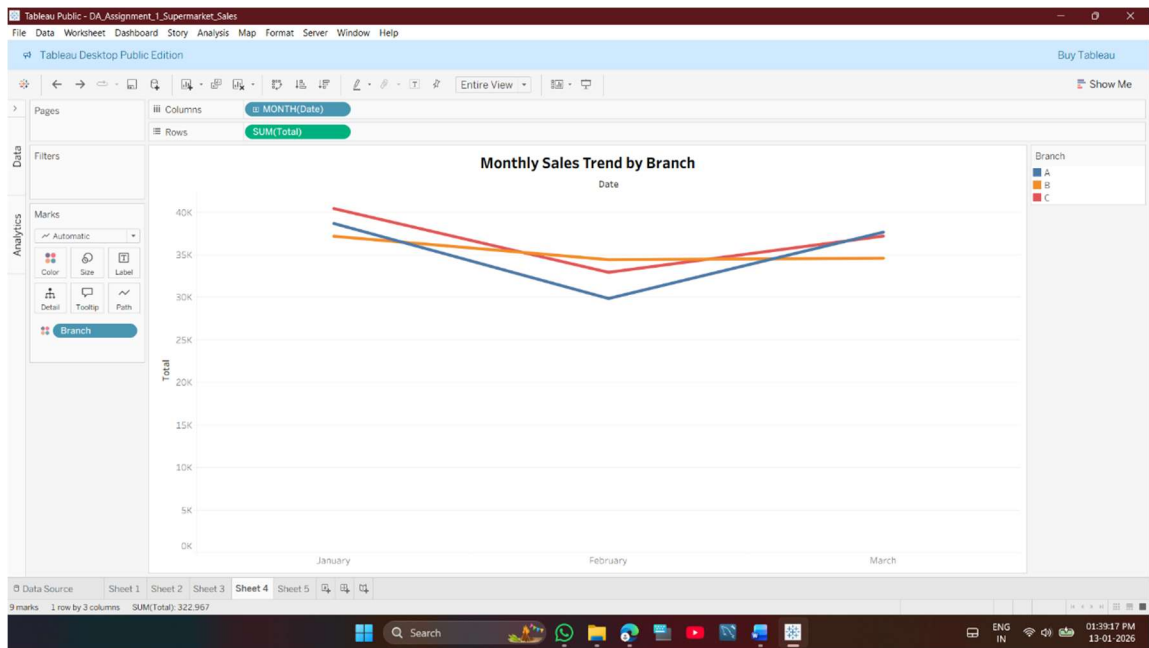 Tableau Public - DA_Assignment_1_Supermarket_Sales
File Data Worksheet Dashboard Story Analysis Map Format Server Window Help
Tableau Desktop Public Edition
Buy Tableau
Entire View
Show Me
Pages
Columns
MONTH(Date)
Rows
SUM(Total)
Data
Analytics
Filters
Marks
Automatic
Color Size Label
Detail Tooltip Path
Branch
Monthly Sales Trend by Branch
Date
Total
40K
35K
30K
25K
20K
15K
10K
5K
0K
January February March
Branch
A
B
C
Data Source Sheet 1 Sheet 2 Sheet 3 Sheet 4 Sheet 5
9 marks 1 row by 3 columns SUM(Total): 322,967
Search
ENG
IN
01:39:17 PM
13-01-2026